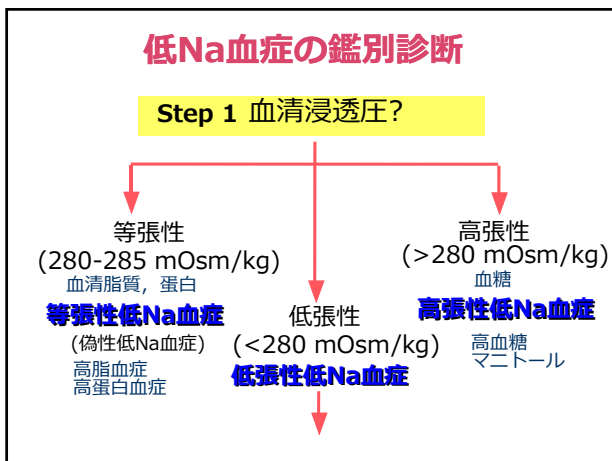 低Na血症の鑑別診断
Step 1 血清浸透圧?
等張性
(280-285 mOsm/kg)
血清脂質，蛋白
等張性低Na血症
(偽性低Na血症)
高脂血症
高蛋白血症
低張性
(<280 mOsm/kg)
低張性低Na血症
高張性
(>280 mOsm/kg)
血糖
高張性低Na血症
高血糖
マニトール